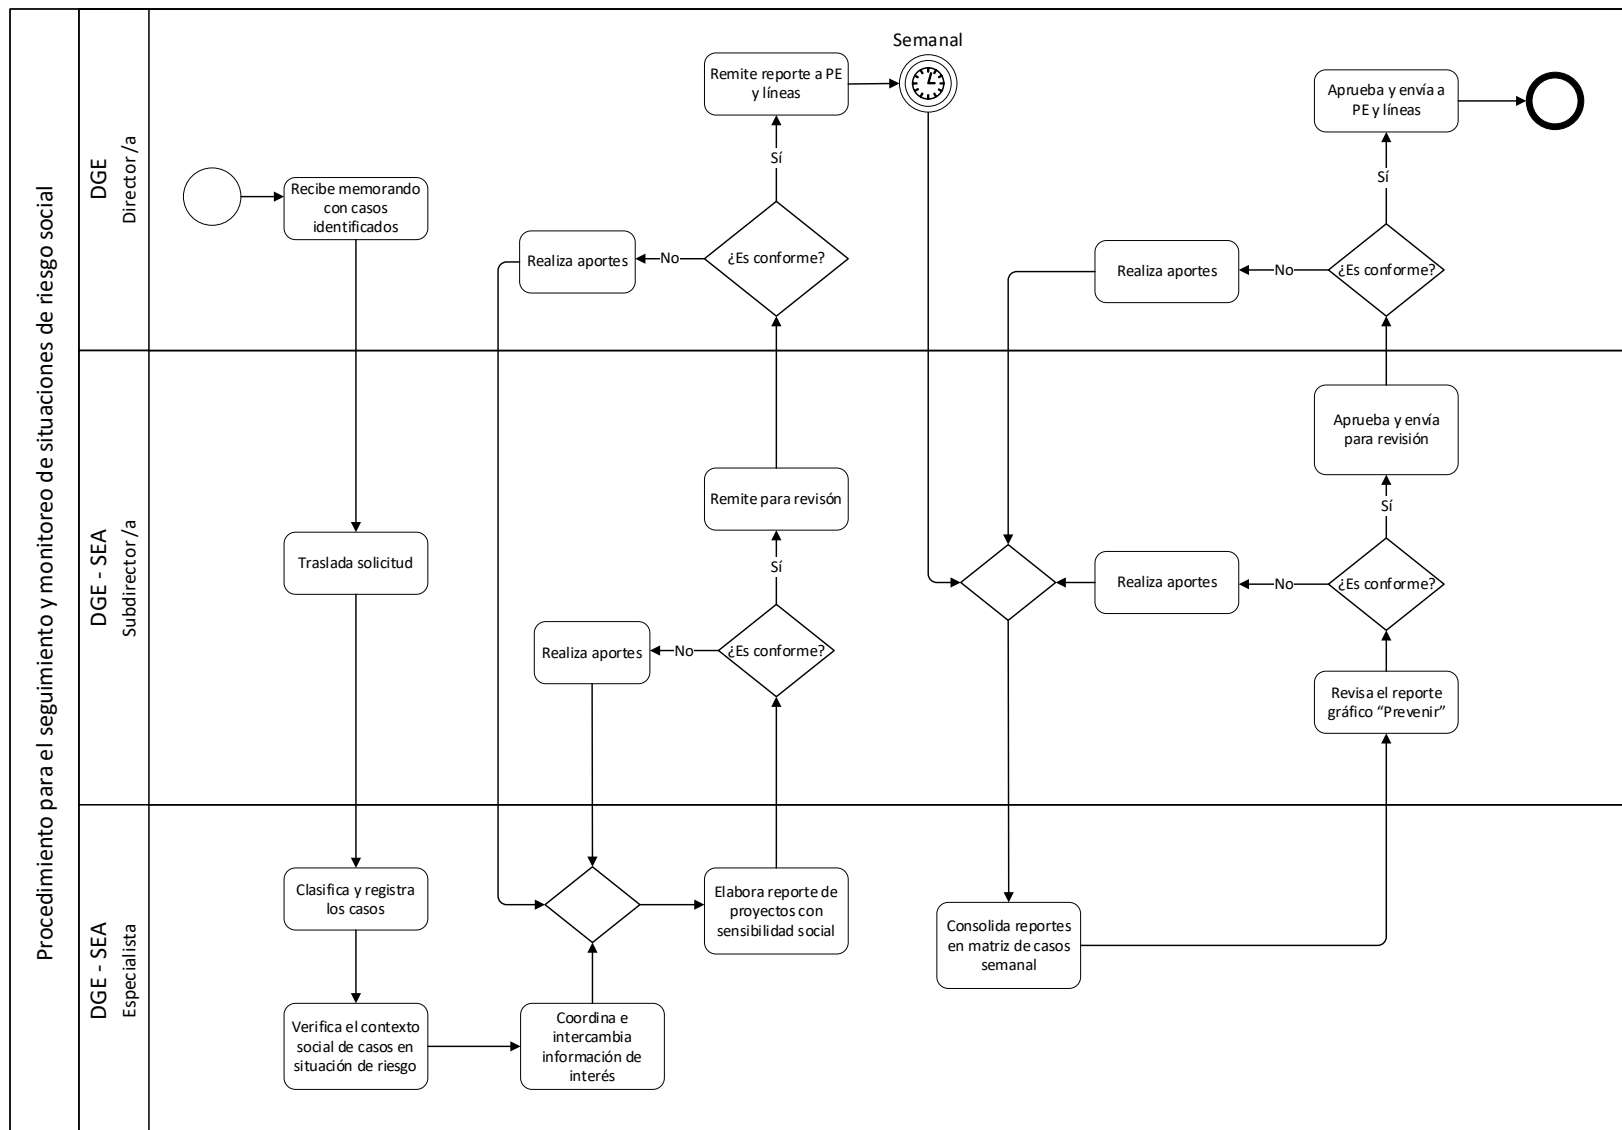 Procedimiento para el seguimiento y monitoreo de situaciones de riesgo social
DGE
Director /a
Recibe memorando
con casos
identificados
Realiza aportes
No
¿Es conforme?
Sí
Remite reporte a PE
y líneas
Semanal
Realiza aportes
No
¿Es conforme?
Sí
Aprueba y envía a
PE y líneas
DGE - SEA
Subdirector /a
Traslada solicitud
Realiza aportes
No
¿Es conforme?
Sí
Remite para revisón
Realiza aportes
No
¿Es conforme?
Sí
Aprueba y envía
para revisión
Revisa el reporte
gráfico “Prevenir”
DGE - SEA
Especialista
Clasifica y registra
los casos
Verifica el contexto
social de casos en
situación de riesgo
Coordina e
intercambia
información de
interés
Elabora reporte de
proyectos con
sensibilidad social
Consolida reportes
en matriz de casos
semanal